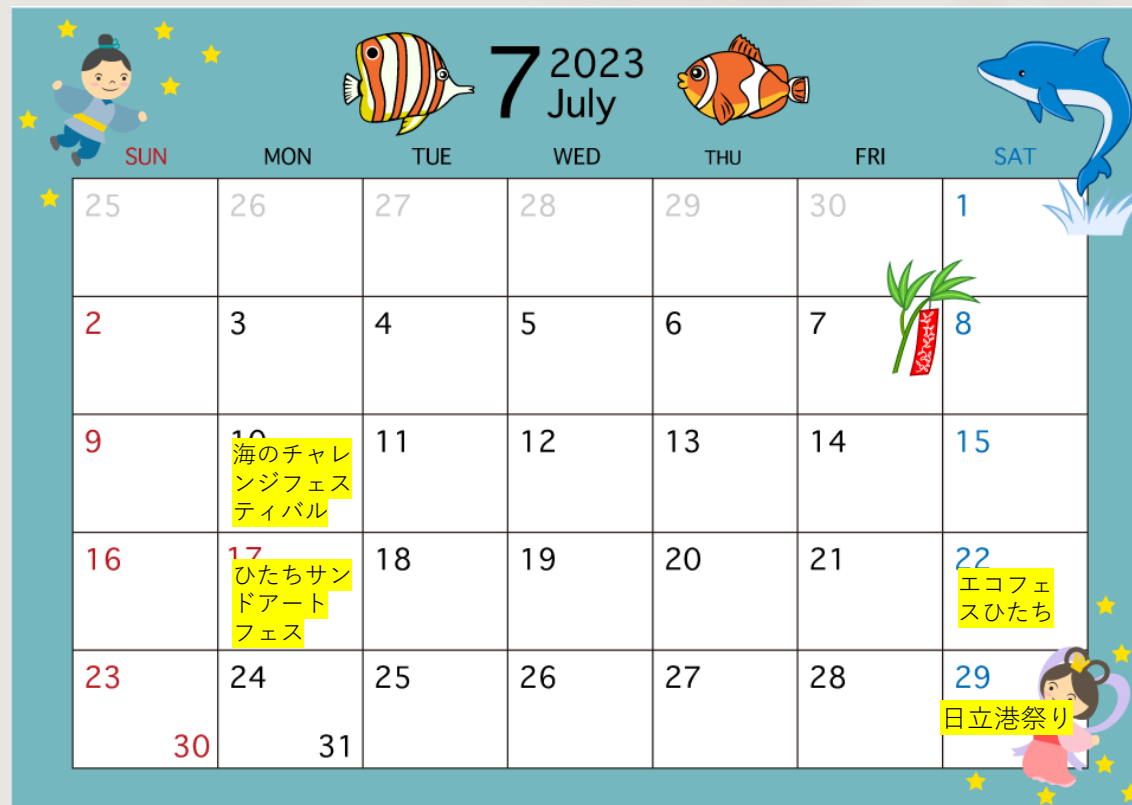 7 2023
July
SUN MON TUE WED THU FRI SAT
25 26 27 28 29 30 1
2 3 4 5 6 7 8
9 10 11 12 13 14 15
海のチャレ
ンジフェス
ティバル
16 17 18 19 20 21 22
ひたちサン
ドアート
フェス
エコフェ
スひたち
23 24 25 26 27 28 29
日立港祭り
30 31